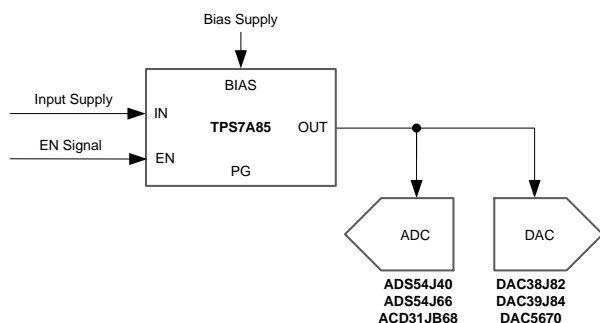 Bias Supply
BIAS
Input Supply
IN
TPS7A85
OUT
EN Signal
EN
PG
ADC
DAC
ADS54J40
ADS54J66
ACD31JB68
DAC38J82
DAC39J84
DAC5670